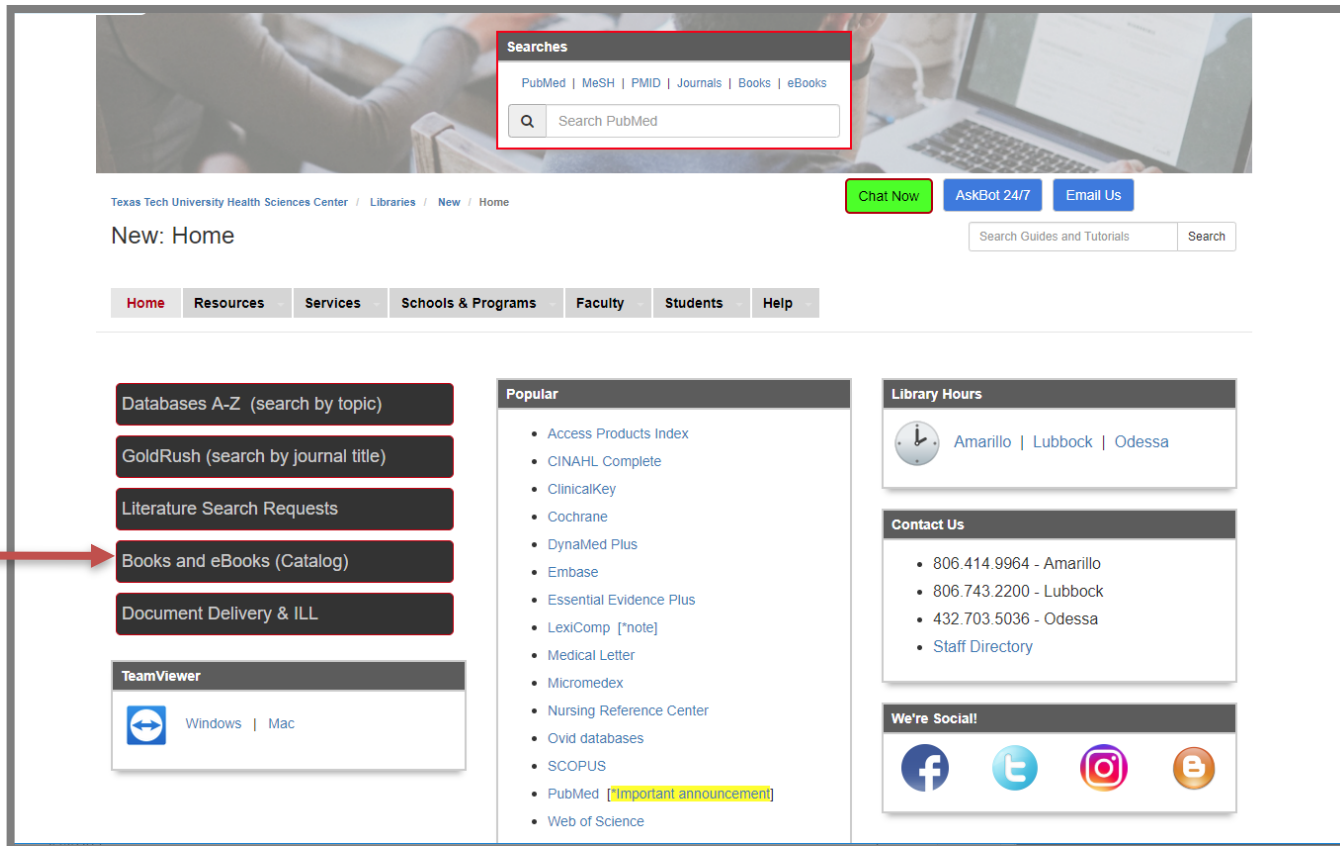 Searches
PubMed | MeSH | PMID | Journals | Books | eBooks
Search PubMed
Texas Tech University Health Sciences Center / Libraries / New / Home
Chat Now
AskBot 24/7
Email Us
New: Home
Search Guides and Tutorials
Search
Home Resources Services Schools & Programs Faculty Students Help
Databases A-Z (search by topic)
GoldRush (search by journal title)
Literature Search Requests
Books and eBooks (Catalog)
Document Delivery & ILL
TeamViewer
Windows | Mac
Popular
Access Products Index
CINAHL Complete
ClinicalKey
Cochrane
DynaMed Plus
Embase
Essential Evidence Plus
LexiComp [*note]
Medical Letter
Micromedex
Nursing Reference Center
Ovid databases
SCOPUS
PubMed [*Important announcement]
Web of Science
Library Hours
Amarillo | Lubbock | Odessa
Contact Us
806.414.9964 - Amarillo
806.743.2200 - Lubbock
432.703.5036 - Odessa
Staff Directory
We're Social!